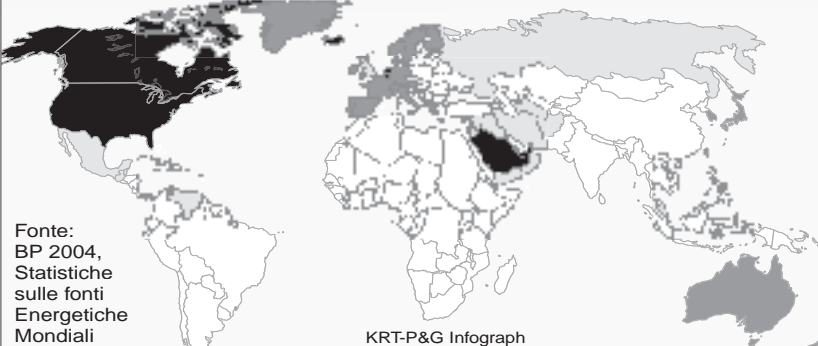 Fonte:
BP 2004,
Statistiche
sulle fonti
Energetiche
Mondiali
KRT-P&G Infograph